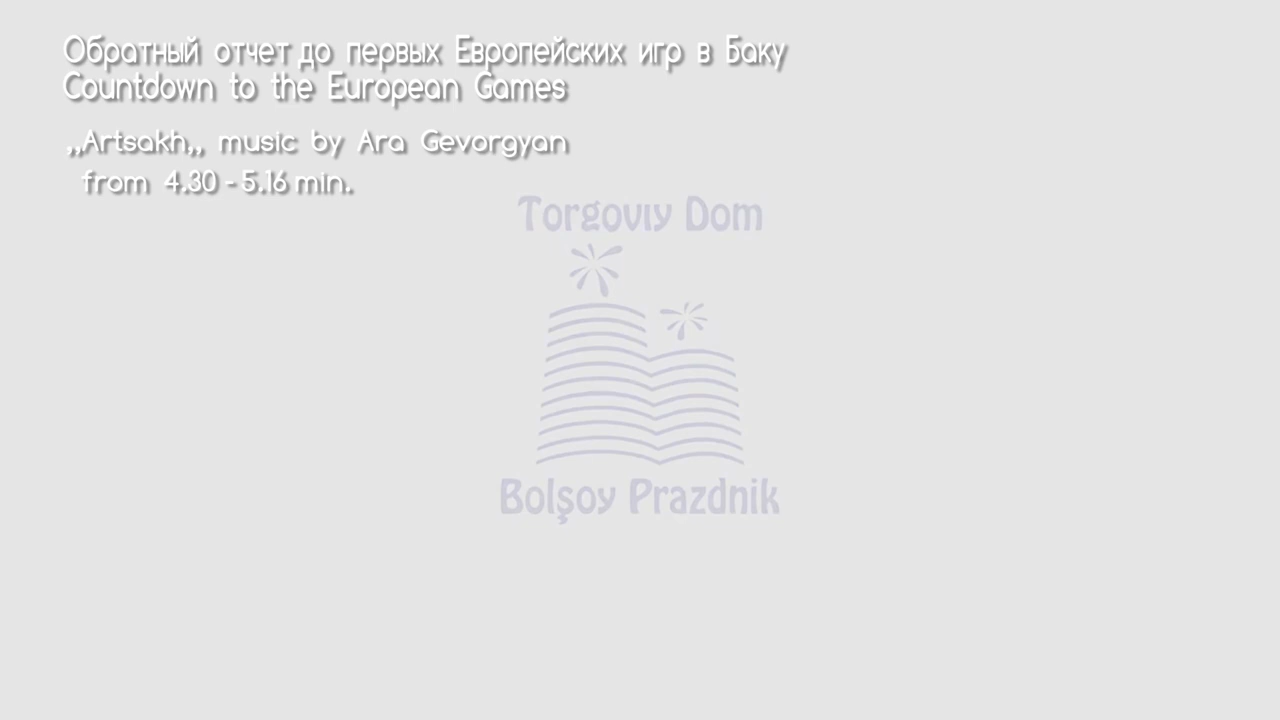 Обратный отчет до первых Европейских игр в Баку
Countdown to the European Games
,,Artsakh,, music by Ara Gevorgyan
from 4.30 - 5.16 min.
Torgovıy Dom
Bolşoy Prazdnik